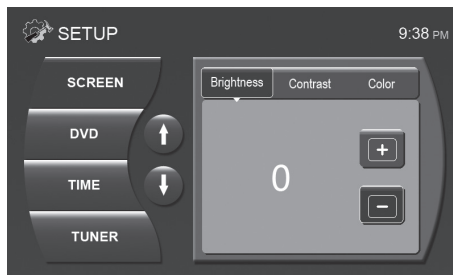 SETUP
9:38 PM
SCREEN
DVD
TIME
TUNER
Brightness Contrast Color
0
+
−